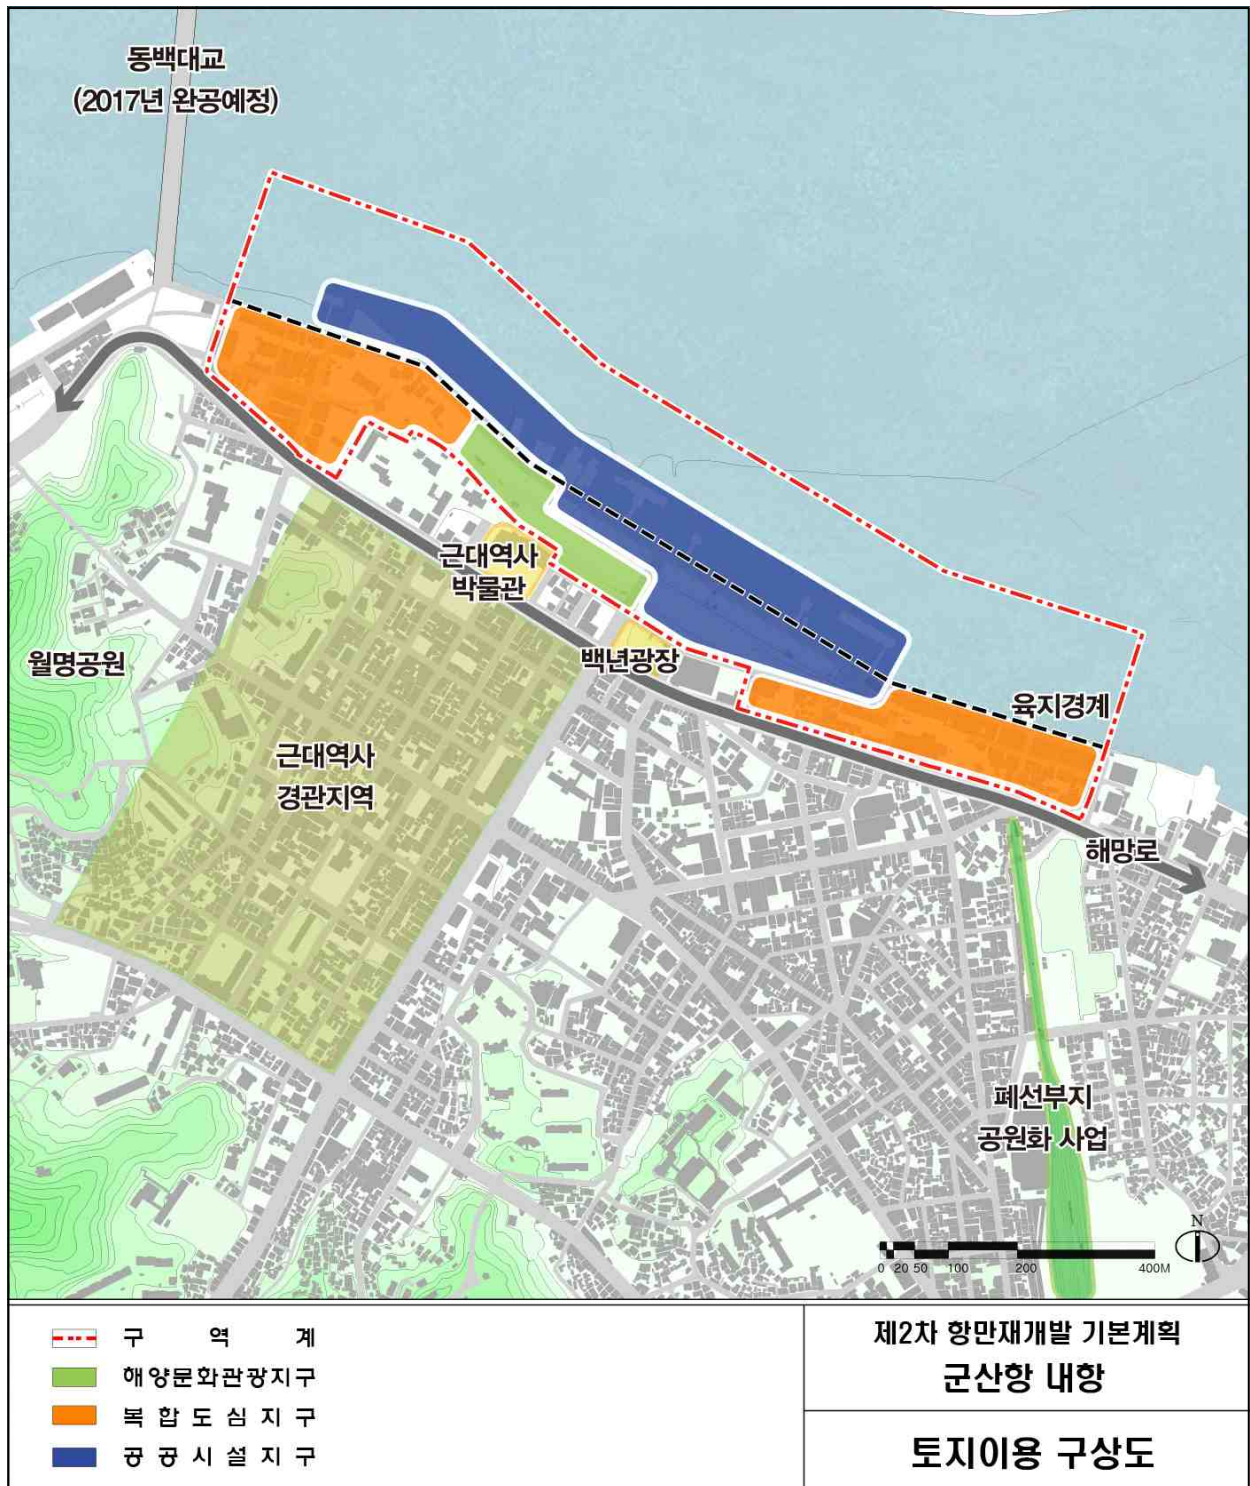 동백대교
(2017년 완공예정)
근대역사
박물관
월명공원
백년광장
육지경계
근대역사
경관지역
해망로
폐선부지
공원화 사업
N
0 20 50 100 200 400M
구 역 계
해양문화관광지구
복합도심지구
공공시설지구
제2차 항만재개발 기본계획
군산항 내항
토지이용 구상도